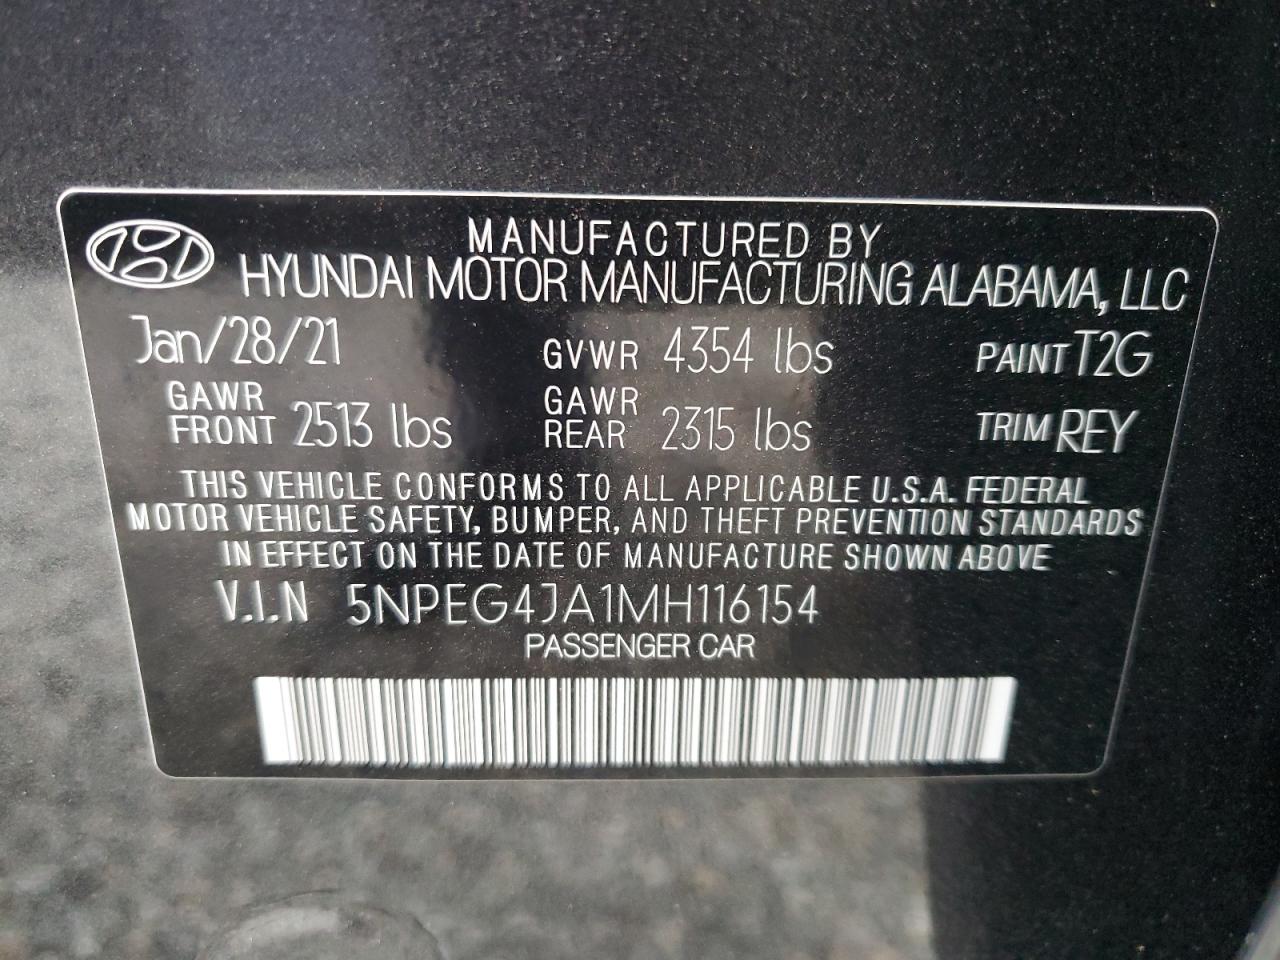 MANUFACTURED BY
HYUNDAI MOTOR MANUFACTURING ALABAMA, LLC
Jan/28/21 GVWR 4354 lbs PAINT T2G
GAWR FRONT 2513 lbs GAWR REAR 2315 lbs TRIM REY
THIS VEHICLE CONFORMS TO ALL APPLICABLE U.S.A. FEDERAL
MOTOR VEHICLE SAFETY, BUMPER, AND THEFT PREVENTION STANDARDS
IN EFFECT ON THE DATE OF MANUFACTURE SHOWN ABOVE
V.I.N 5NPEG4JA1MH116154
PASSENGER CAR